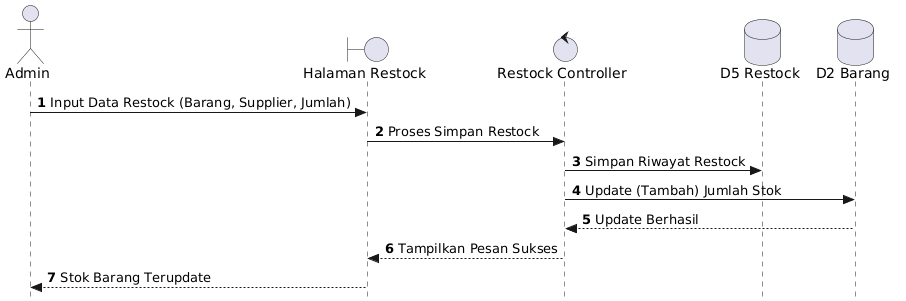 Admin
Halaman Restock
Restock Controller
D5 Restock
D2 Barang
1 Input Data Restock (Barang, Supplier, Jumlah)
2 Proses Simpan Restock
3 Simpan Riwayat Restock
4 Update (Tambah) Jumlah Stok
5 Update Berhasil
6 Tampilkan Pesan Sukses
7 Stok Barang Terupdate